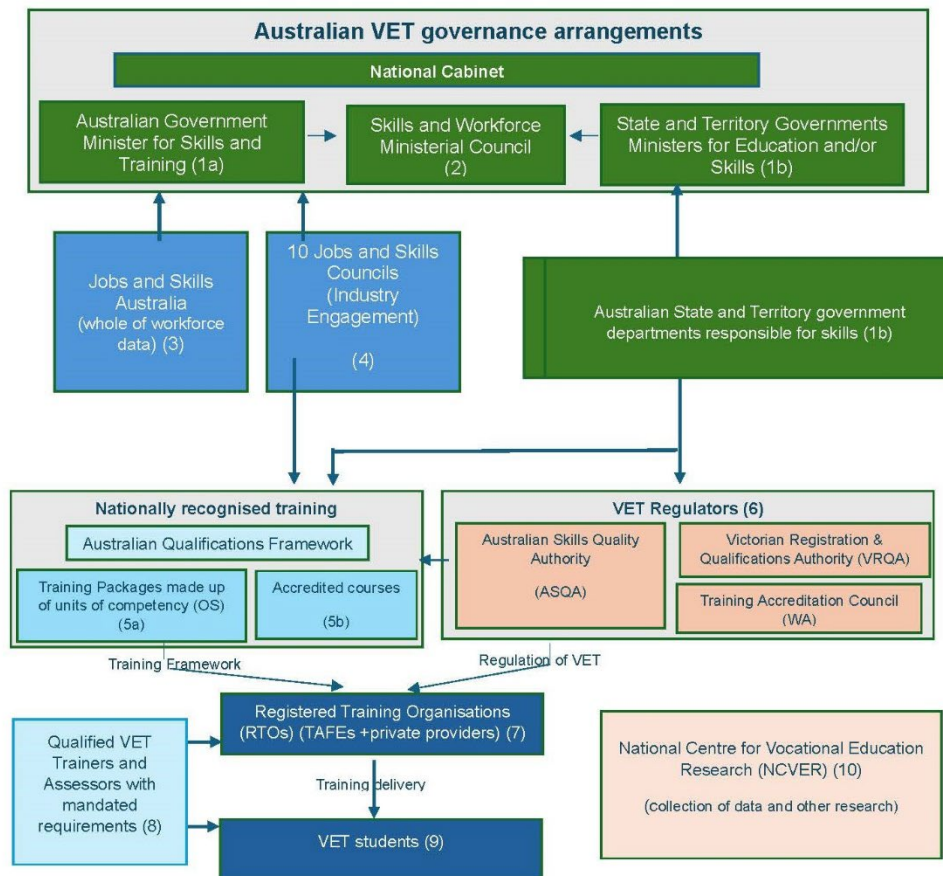 Australian VET governance arrangements
National Cabinet
Australian Government
Minister for Skills and
Training (1a)
Skills and Workforce
Ministerial Council
(2)
State and Territory Governments
Ministers for Education and/or
Skills (1b)
Jobs and Skills
Australia
(whole of workforce
data) (3)
10 Jobs and Skills
Councils
(Industry
Engagement)
(4)
Australian State and Territory government
departments responsible for skills (1b)
Nationally recognised training
Australian Qualifications Framework
Training Packages made up
of units of competency (OS)
(5a)
Accredited courses
(5b)
VET Regulators (6)
Australian Skills Quality
Authority
(ASQA)
Victorian Registration &
Qualifications Authority (VRQA)
Training Accreditation Council
(WA)
Training Framework
Regulation of VET
Registered Training Organisations
(RTOs) (TAFEs +private providers) (7)
Qualified VET
Trainers and
Assessors with
mandated
requirements (8)
Training delivery
VET students (9)
National Centre for Vocational Education
Research (NCVER) (10)
(collection of data and other research)